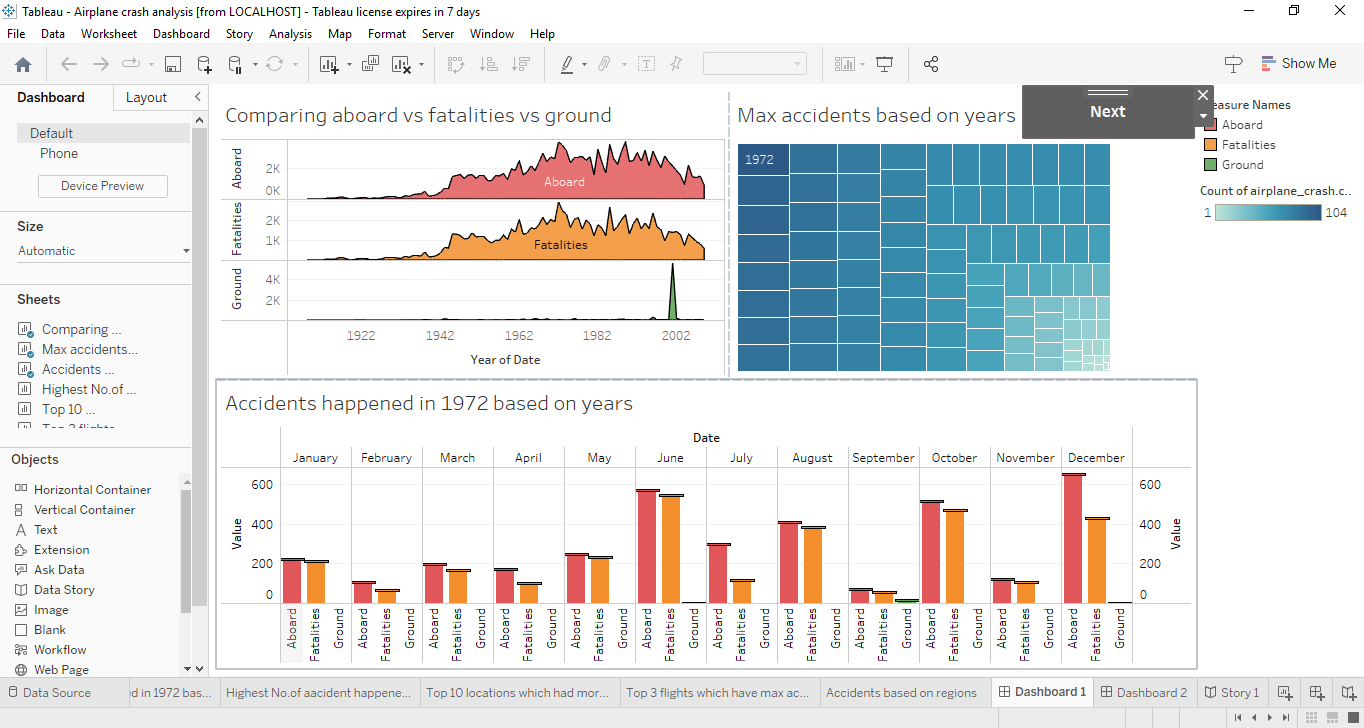 Tableau - Airplane crash analysis [from LOCALHOST] - Tableau license expires in 7 days
File Data Worksheet Dashboard Story Analysis Map Format Server Window Help
Show Me
Dashboard Layout
Default
Phone
Device Preview
Size
Automatic
Sheets
Comparing ...
Max accidents...
Accidents ...
Highest No.of ...
Top 10 ...
Top 3 flights
Objects
Horizontal Container
Vertical Container
Text
Extension
Ask Data
Data Story
Image
Blank
Workflow
Web Page
Comparing aboard vs fatalities vs ground
Aboard
2K
0K
Aboard
Fatalities
2K
1K
Fatalities
Ground
4K
2K
1922 1942 1962 1982 2002
Year of Date
Max accidents based on years
1972
Next
easure Names
Aboard
Fatalities
Ground
Count of airplane_crash.c..
1 104
Accidents happened in 1972 based on years
Date
January February March April May June July August September October November December
Value
600
400
200
0
600
400
200
0
Value
Aboard Fatalities Ground Aboard Fatalities Ground Aboard Fatalities Ground Aboard Fatalities Ground Aboard Fatalities Ground Aboard Fatalities Ground Aboard Fatalities Ground Aboard Fatalities Ground Aboard Fatalities Ground Aboard Fatalities Ground Aboard Fatalities Ground Aboard Fatalities Ground
Data Source ed in 1972 bas... Highest No.of aacident happene... Top 10 locations which had mor... Top 3 flights which have max ac... Accidents based on regions Dashboard 1 Dashboard 2 Story 1